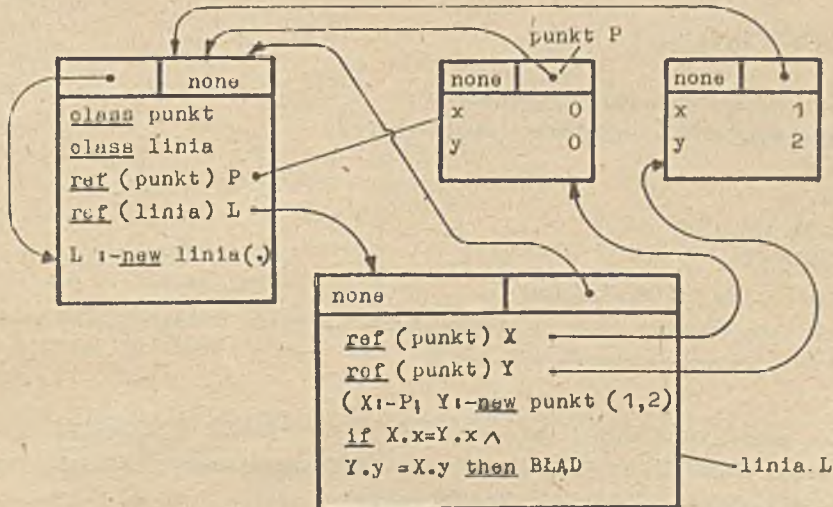 punkt P
none
class punkt
class linia
ref (punkt) P
ref (linia) L
L :-new linia(.)
none
x 0
y 0
none
x 1
y 2
none
ref (punkt) X
ref (punkt) Y
(X:-P; Y:-new punkt (1,2)
if X.x=Y.x ∧
Y.y =X.y then BŁĄD
linia L